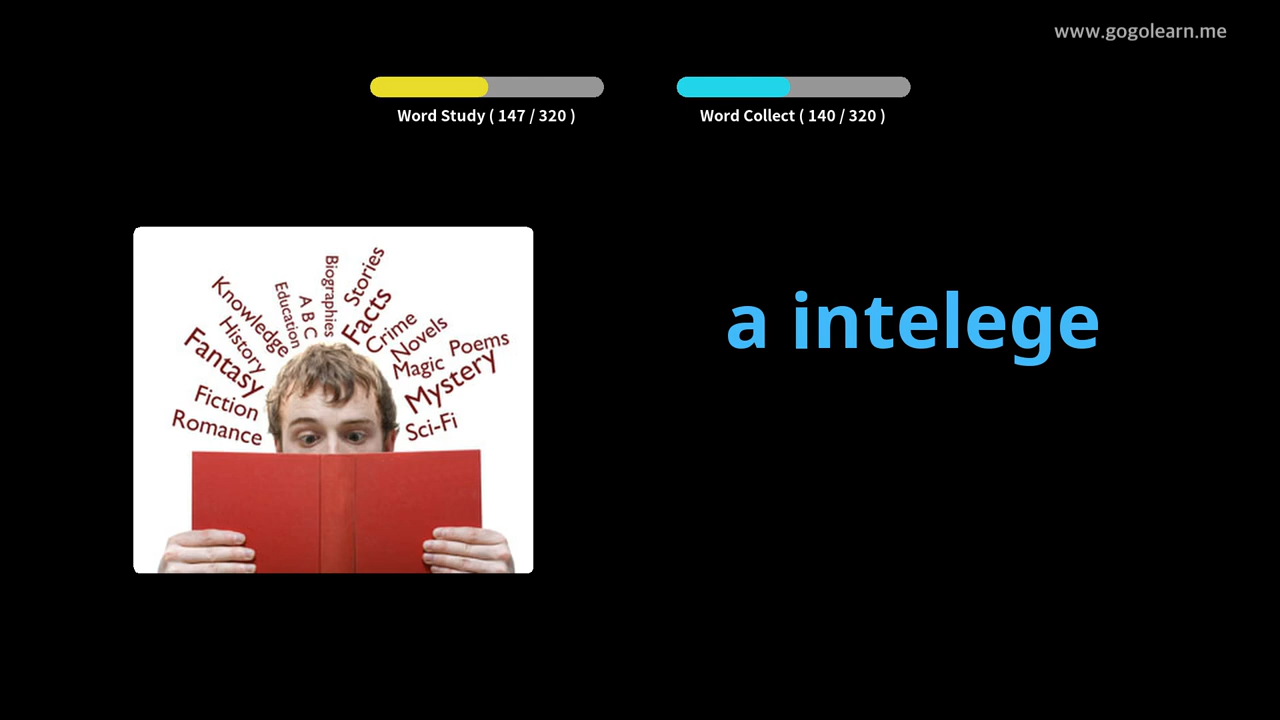 www.gogolearn.me
Word Study ( 147 / 320 )
Word Collect ( 140 / 320 )
a intelege
Knowledge
Education
A B C
Biographies
Stories
Facts
Crime
Novels
Poems
History
Fantasy
Magic
Mystery
Fiction
Romance
Sci-Fi